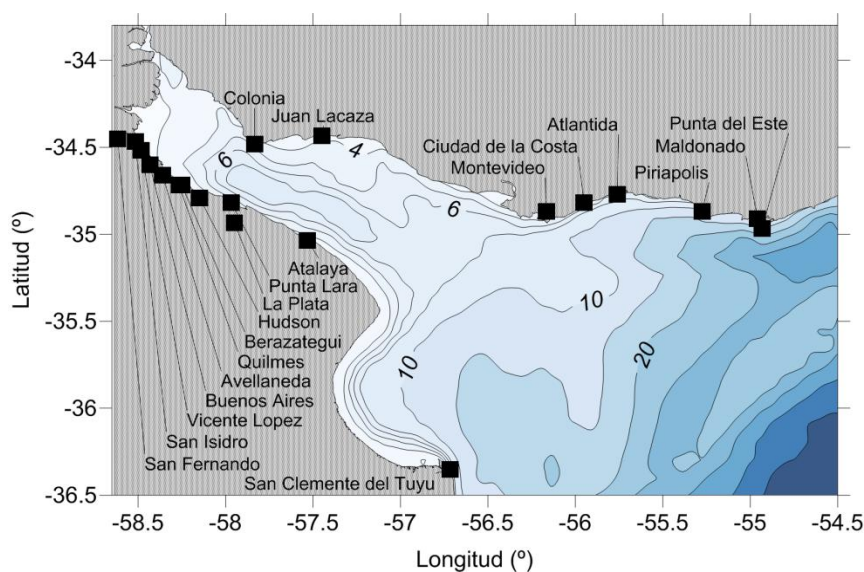 -34
-34.5
-35
-35.5
-36
-36.5
Latitud (º)
Colonia
Juan Lacaza
Atlantida
Punta del Este
Ciudad de la Costa
Maldonado
Montevideo
Piriapolis
4
6
6
10
10
20
Atalaya
Punta Lara
La Plata
Hudson
Berazategui
Quilmes
Avellaneda
Buenos Aires
Vicente Lopez
San Isidro
San Fernando
San Clemente del Tuyu
-58.5 -58 -57.5 -57 -56.5 -56 -55.5 -55 -54.5
Longitud (º)